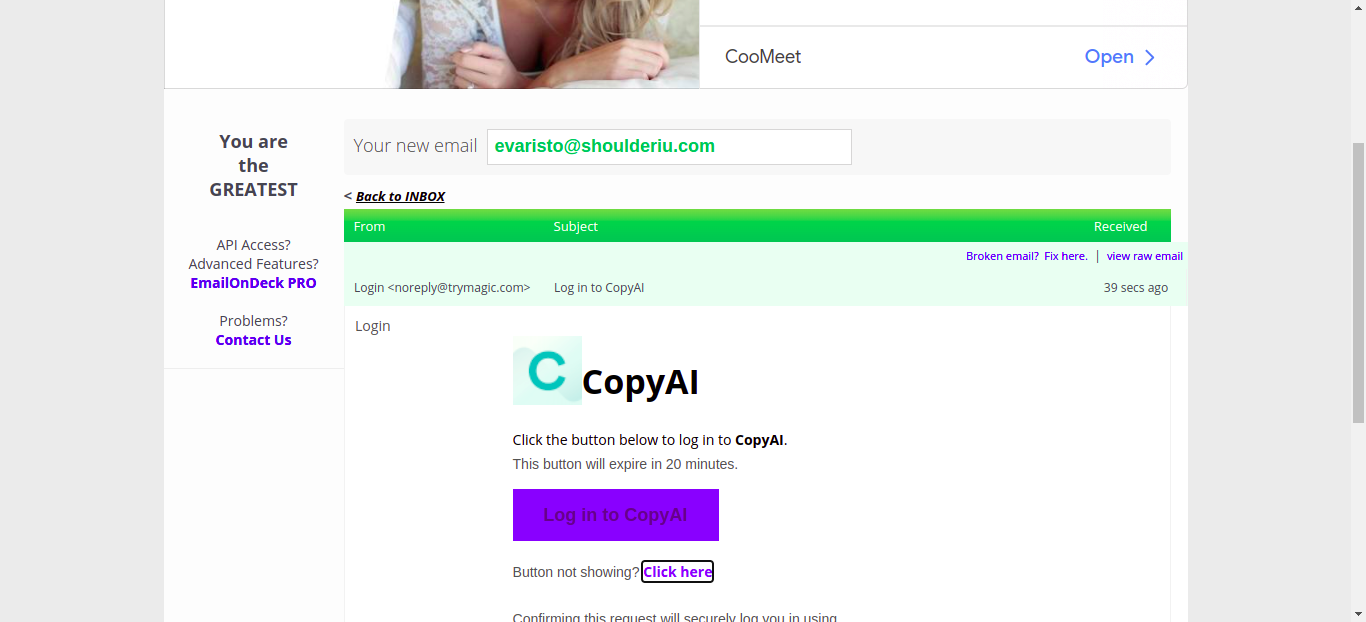 CooMeet
Open
You are
the
GREATEST
API Access?
Advanced Features?
EmailOnDeck PRO
Problems?
Contact Us
Your new email evaristo@shoulderiu.com
< Back to INBOX
From Subject Received
Broken email? Fix here. | view raw email
Login <noreply@trymagic.com> Log in to CopyAI 39 secs ago
Login
C CopyAI
Click the button below to log in to CopyAI.
This button will expire in 20 minutes.
Log in to CopyAI
Button not showing? Click here
Confirming this request will securely log you in using